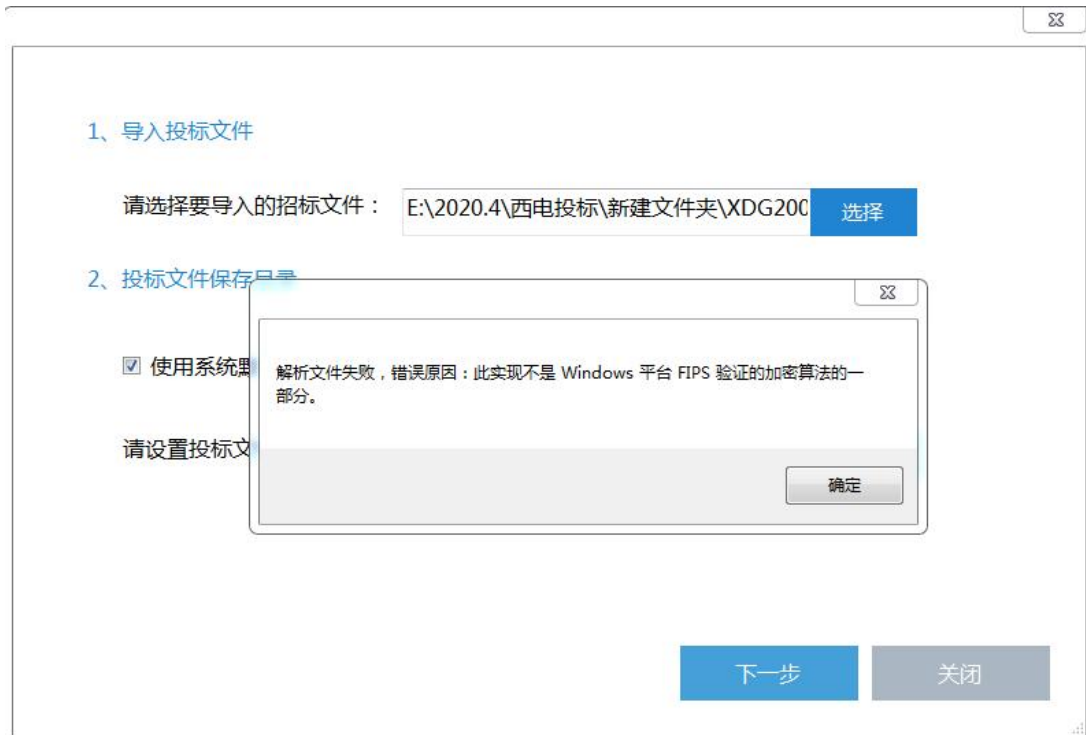 1、导入投标文件
请选择要导入的招标文件： E:\2020.4\西电投标\新建文件夹\XDG200 选择
2、投标文件保存目录
使用系统默
解析文件失败，错误原因：此实现不是 Windows 平台 FIPS 验证的加密算法的一
部分。
请设置投标文
确定
下一步 关闭